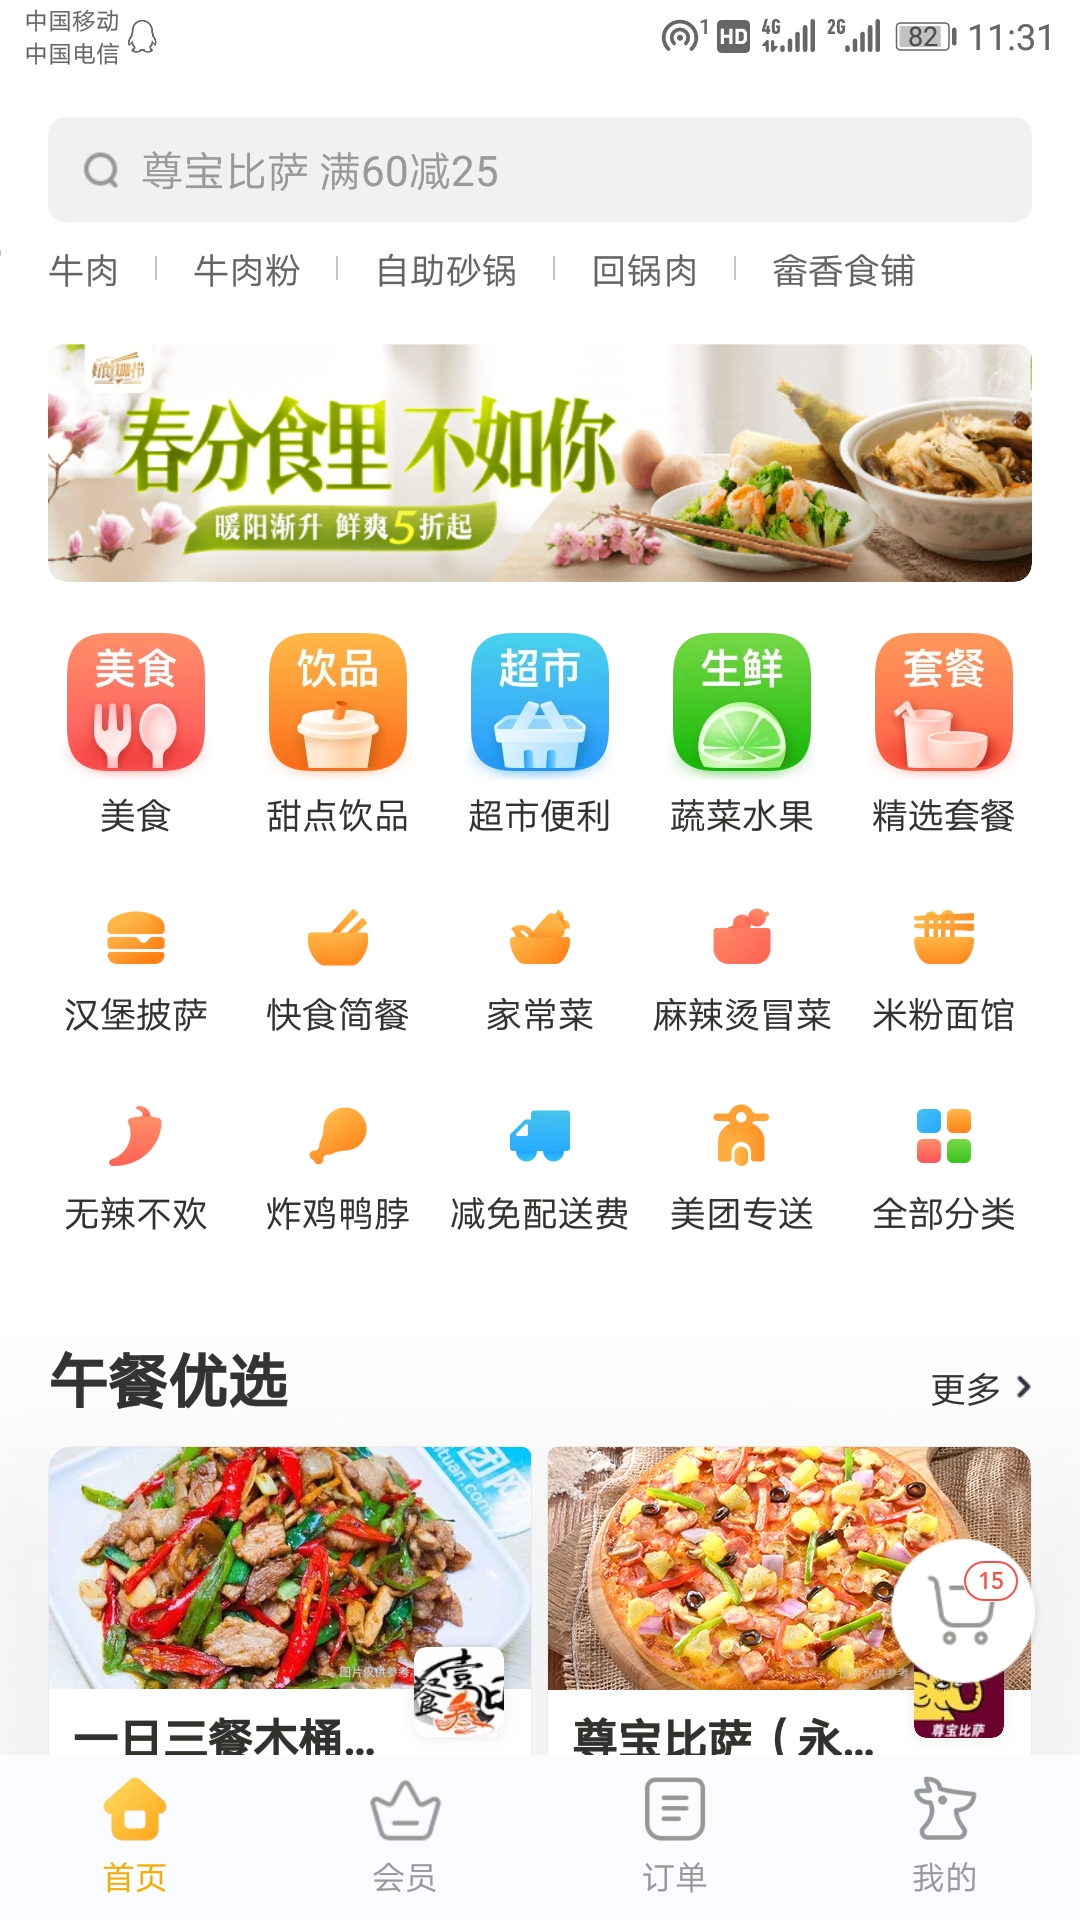 中国移动
中国电信
1 HD 4G 2G 82 11:31
尊宝比萨 满60减25
牛肉 牛肉粉 自助砂锅 回锅肉 畲香食铺
春分食里 不如你
暖阳渐升 鲜爽5折起
美食 饮品 超市 生鲜 套餐
美食 甜点饮品 超市便利 蔬菜水果 精选套餐
汉堡披萨 快食简餐 家常菜 麻辣烫冒菜 米粉面馆
无辣不欢 炸鸡鸭脖 减免配送费 美团专送 全部分类
午餐优选
更多
团网
ituan.com
15
图片仅供参考
图片仅供参考
尊宝比萨
一日三餐木桶...
尊宝比萨（永...
首页 会员 订单 我的